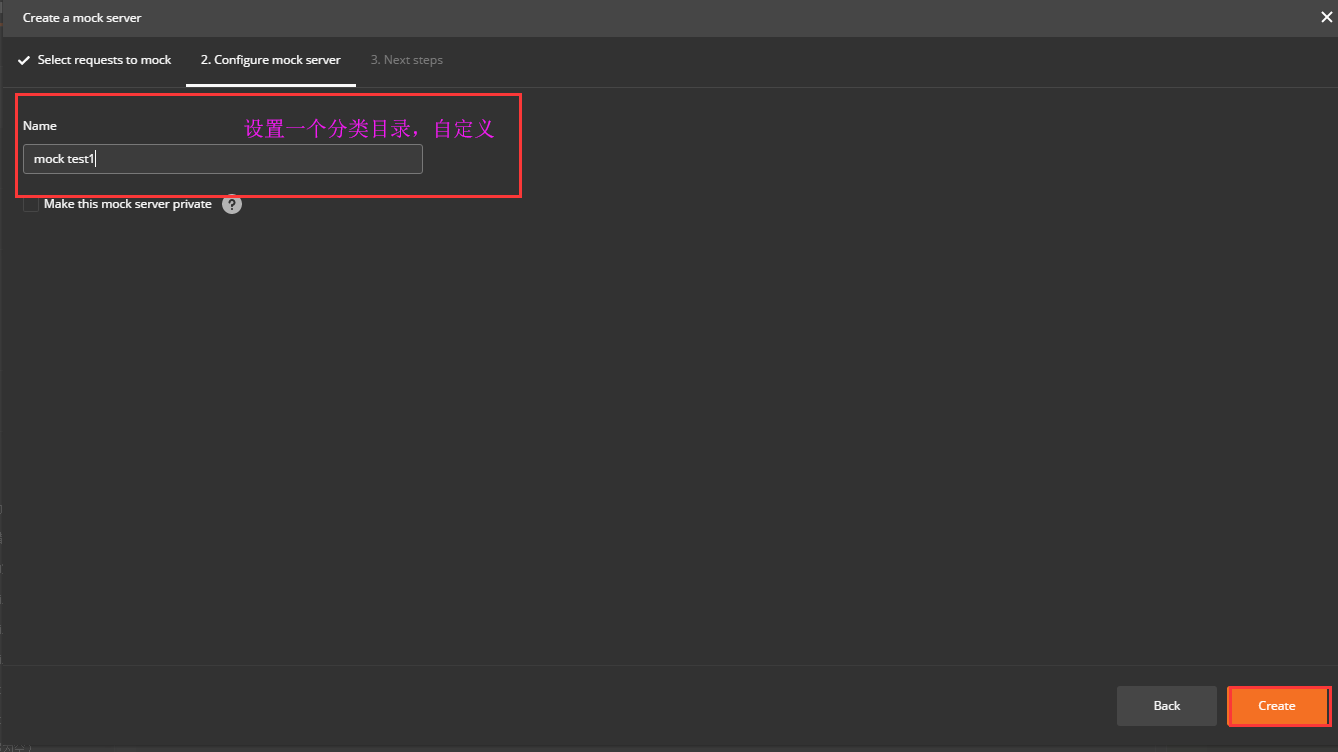 Create a mock server
Select requests to mock 2. Configure mock server 3. Next steps
Name
设置一个分类目录，自定义
mock test1
Make this mock server private ?
Back Create